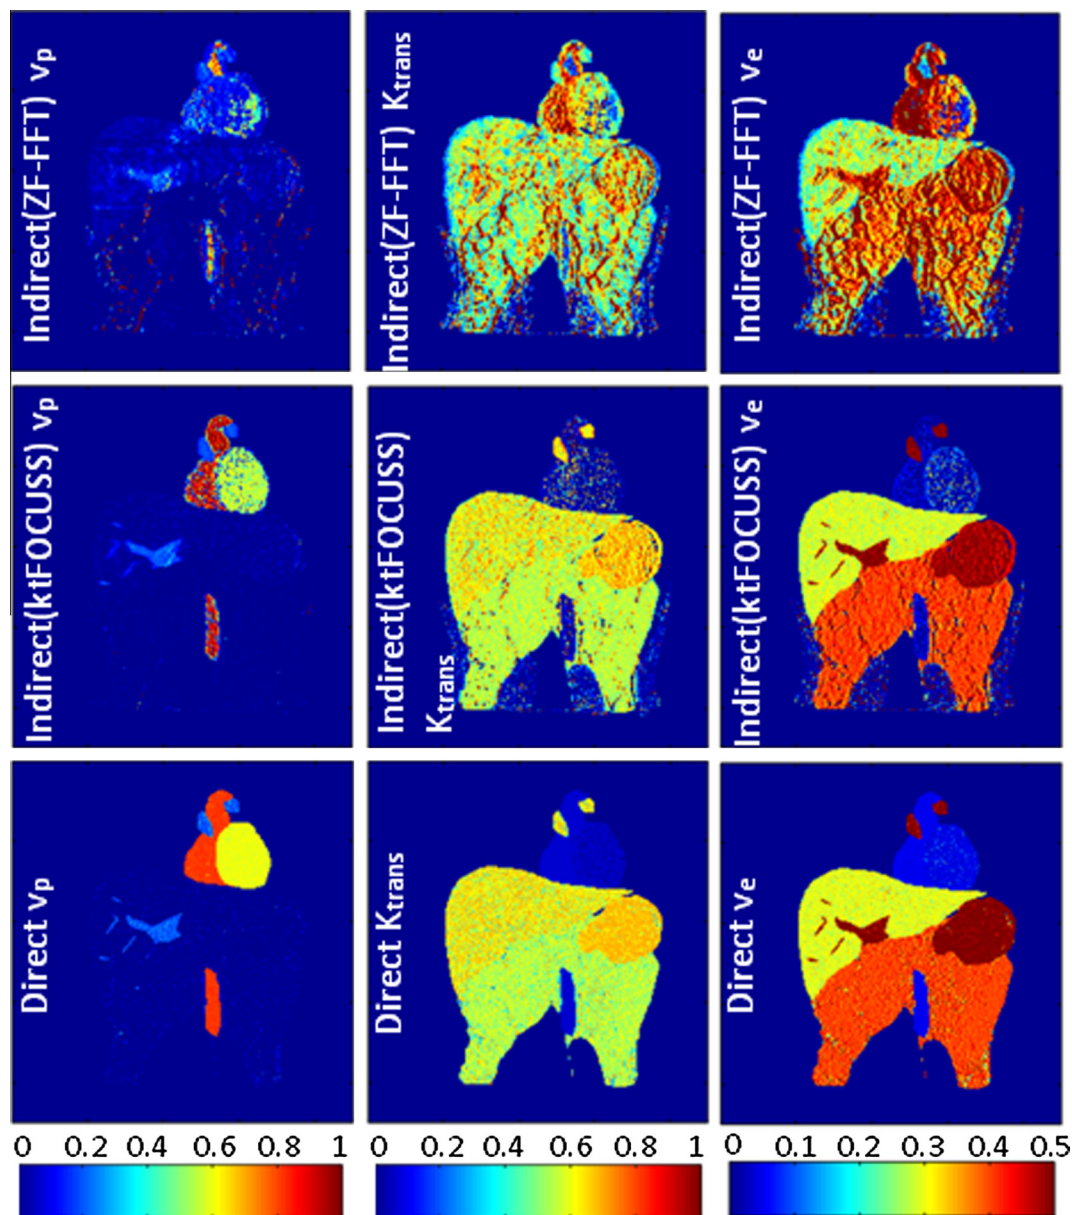 Indirect(ZF-FFT) vp
Indirect(ZF-FFT) Ktrans
Indirect(ZF-FFT) ve
Indirect(ktFOCUSS) vp
Indirect(ktFOCUSS)
Ktrans
Indirect(ktFOCUSS) ve
Direct vp
Direct Ktrans
Direct ve
0 0.2 0.4 0.6 0.8 1
0 0.2 0.4 0.6 0.8 1
0 0.1 0.2 0.3 0.4 0.5